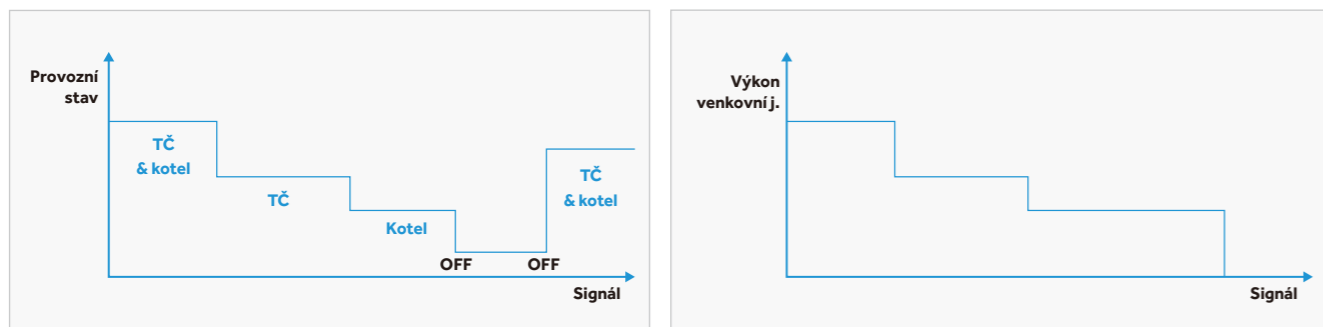 Provozní
stav
TČ
& kotel
TČ
Kotel
OFF
OFF
TČ
& kotel
Signál
Výkon
venkovní j.
Signál